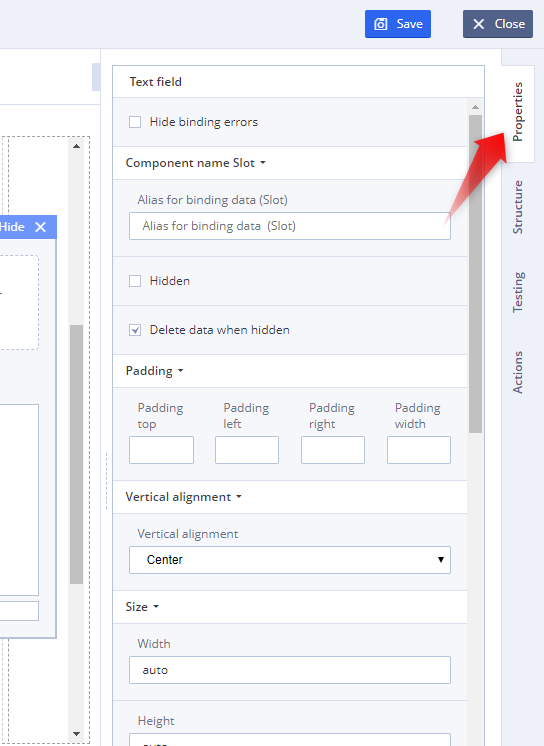 Save
Close
Text field
Hide binding errors
Component name Slot
Alias for binding data (Slot)
Alias for binding data (Slot)
Hidden
Delete data when hidden
Padding
Padding top
Padding left
Padding right
Padding width
Vertical alignment
Vertical alignment
Center
Size
Width
auto
Height
auto
Hide
Properties
Structure
Testing
Actions